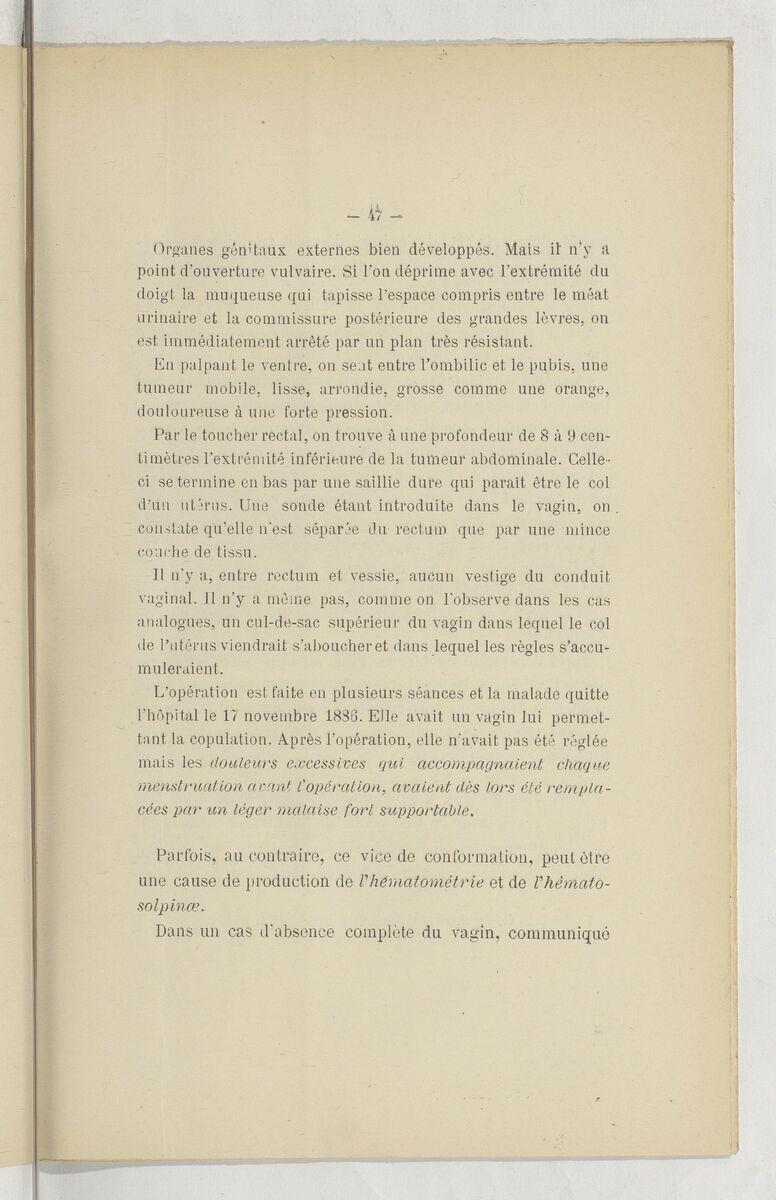 — 47 —
Organes génitaux externes bien développés. Mais il n'y a
point d'ouverture vulvaire. Si l'on déprime avec l'extrémité du
doigt la muqueuse qui tapisse l'espace compris entre le méat
urinaire et la commissure postérieure des grandes lèvres, on
est immédiatement arrêté par un plan très résistant.
En palpant le ventre, on sent entre l'ombilic et le pubis, une
tumeur mobile, lisse, arrondie, grosse comme une orange,
douloureuse à une forte pression.
Par le toucher rectal, on trouve à une profondeur de 8 à 9 cen-
timètres l'extrémité inférieure de la tumeur abdominale. Celle-
ci se termine en bas par une saillie dure qui parait être le col
d'un utérus. Une sonde étant introduite dans le vagin, on
constate qu'elle n'est séparée du rectum que par une mince
couche de tissu.
Il n'y a, entre rectum et vessie, aucun vestige du conduit
vaginal. Il n'y a même pas, comme on l'observe dans les cas
analogues, un cul-de-sac supérieur du vagin dans lequel le col
de l'utérus viendrait s'aboucher et dans lequel les règles s'accu-
muleraient.
L'opération est faite en plusieurs séances et la malade quitte
l'hôpital le 17 novembre 1886. Elle avait un vagin lui permet-
tant la copulation. Après l'opération, elle n'avait pas été réglée
mais les douleurs excessives qui accompagnaient chaque
menstruation avant l'opération, avaient dès lors été rempla-
cées par un léger malaise fort supportable.
Parfois, au contraire, ce vice de conformation, peut être
une cause de production de l'hématométrie et de l'hémato-
solpinœ.
Dans un cas d'absence complète du vagin, communiqué